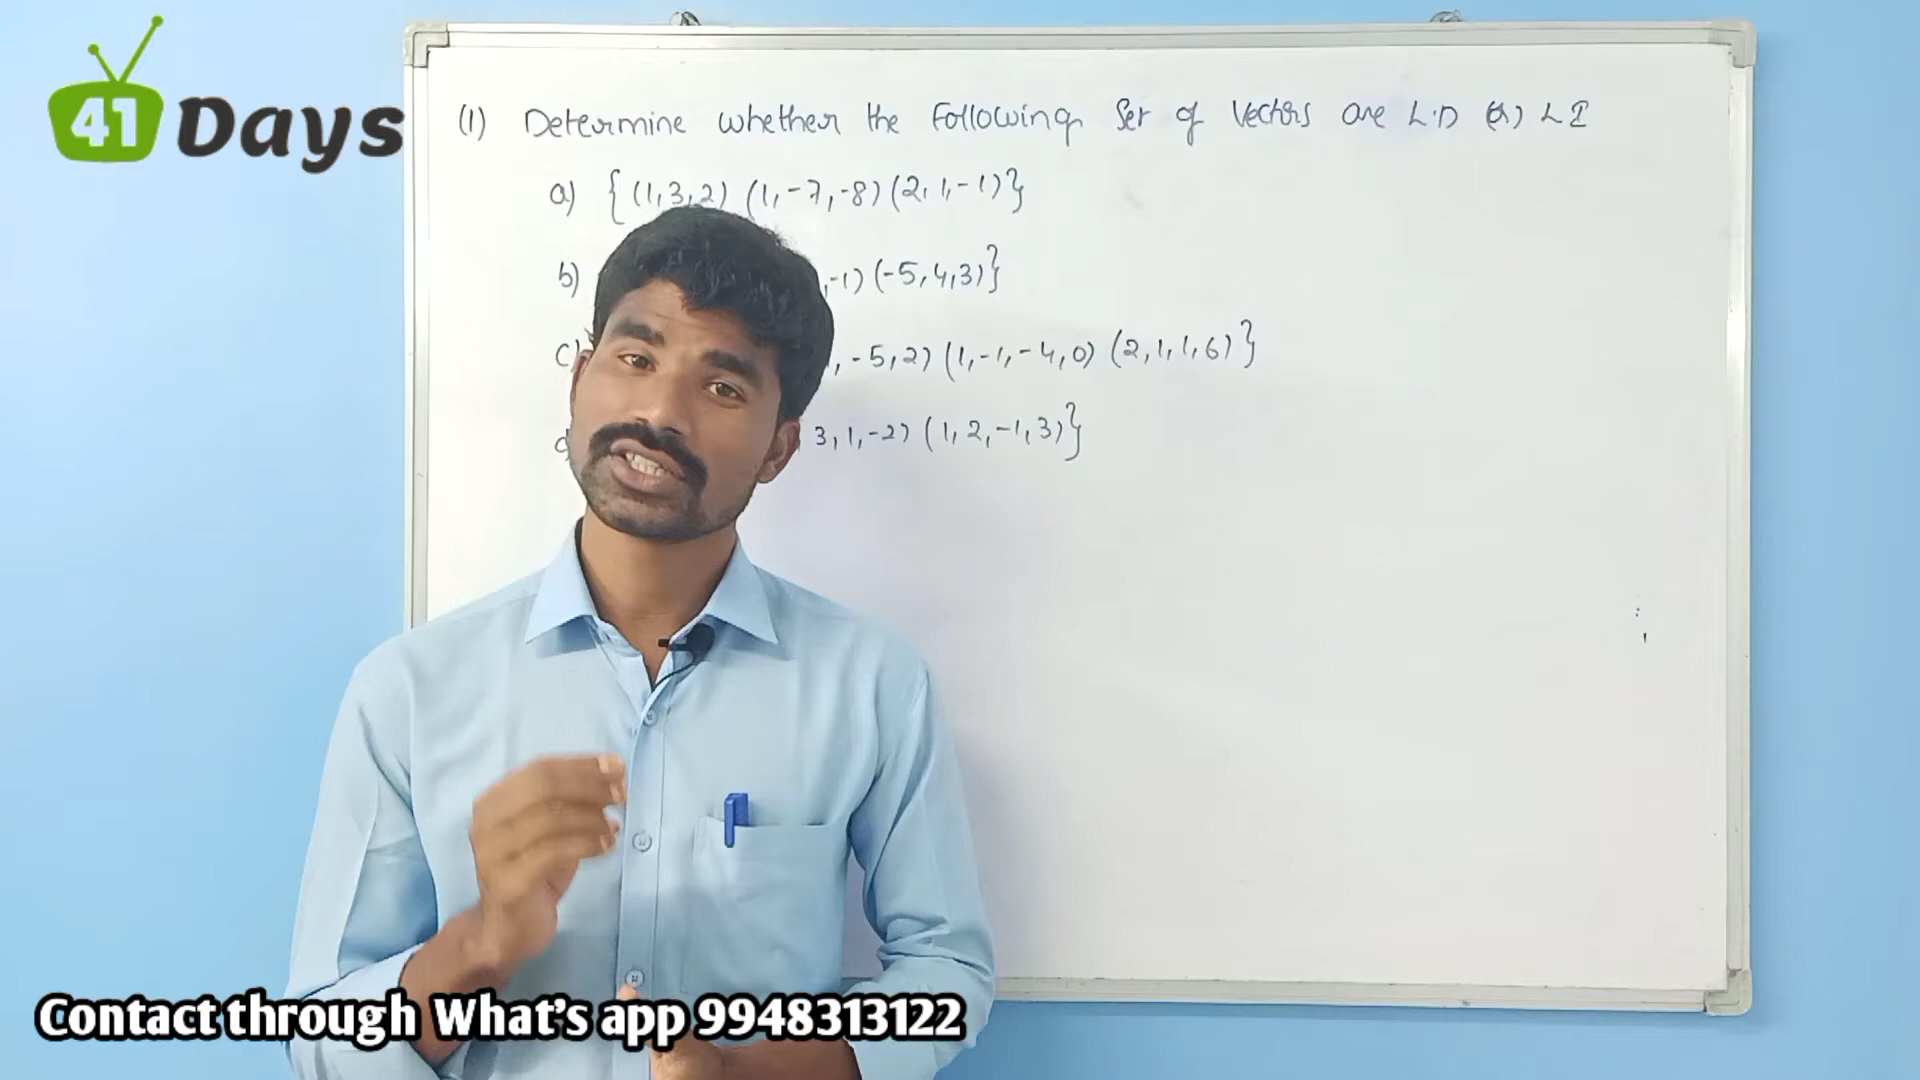 41 Days
(1) Determine whether the Following Set of Vectors are L.D (or) L I
a) {(1,3,2) (1,-7,-8) (2,1,-1)}
b) ,-1) (-5,4,3)}
c) , -5,2) (1,-1,-4,0) (2,1,1,6)}
3,1,-2) (1,2,-1,3)}
Contact through What's app 9948313122